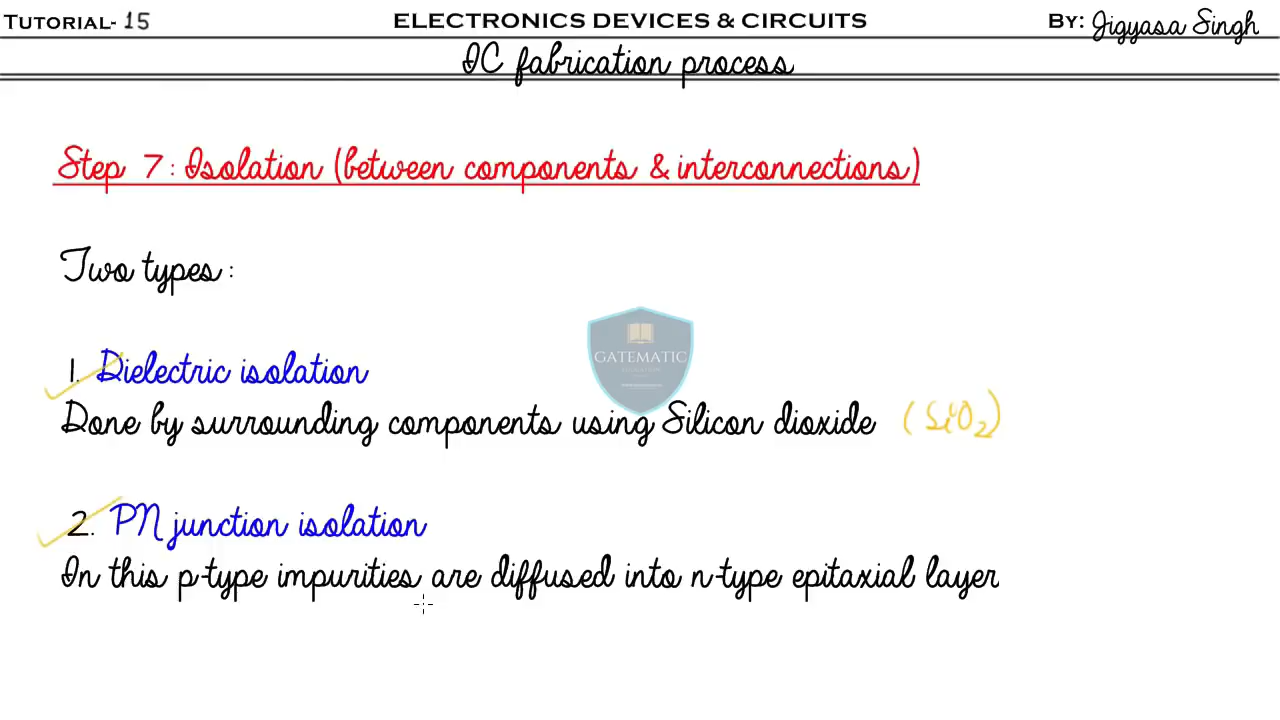 TUTORIAL- 15 ELECTRONICS DEVICES & CIRCUITS BY: Jigyasa Singh
IC fabrication process
Step 7: Isolation (between components & interconnections)
Two types:
GATEMATIC
EDUCATION
1. Dielectric isolation
Done by surrounding components using Silicon dioxide (SiO2)
2. PN junction isolation
In this p-type impurities are diffused into n-type epitaxial layer